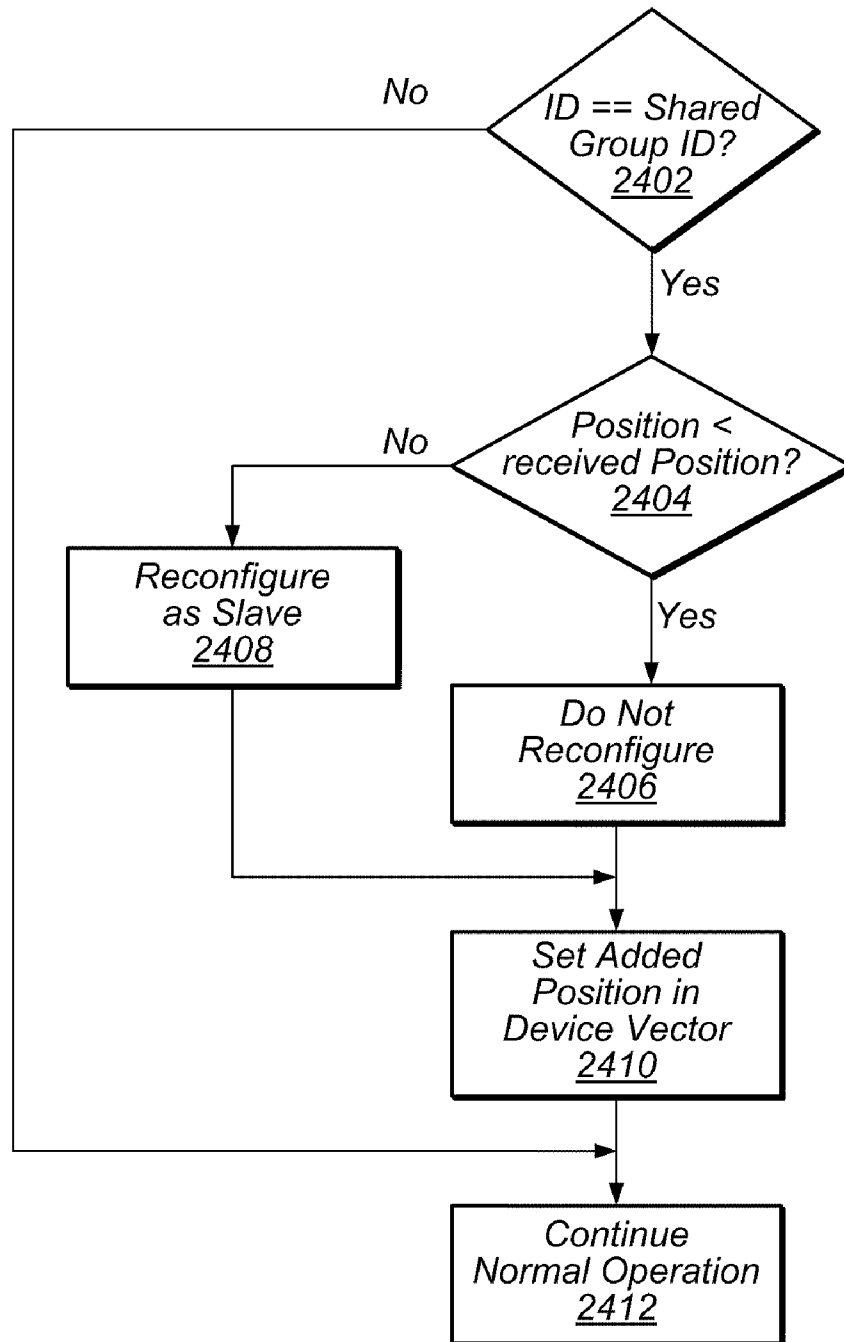 No
ID == Shared
Group ID?
2402
Yes
Position <
received Position?
2404
No
Reconfigure
as Slave
2408
Yes
Do Not
Reconfigure
2406
Set Added
Position in
Device Vector
2410
Continue
Normal Operation
2412